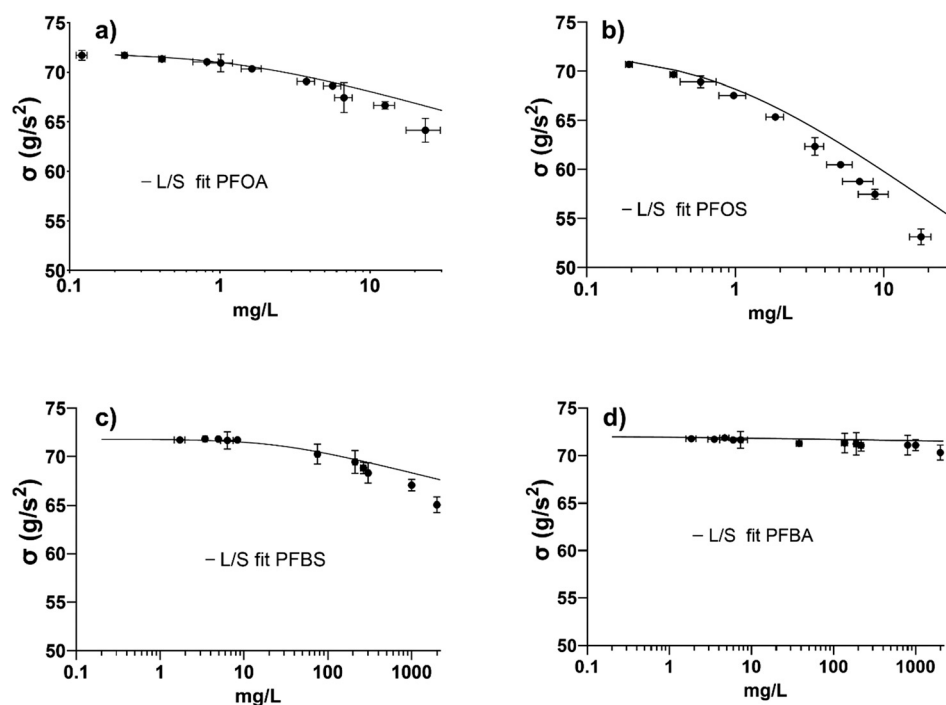 a)
75
70
65
60
55
50
σ (g/s²)
– L/S fit PFOA
0.1 1 10
mg/L
b)
75
70
65
60
55
50
σ (g/s²)
– L/S fit PFOS
0.1 1 10
mg/L
c)
75
70
65
60
55
50
σ (g/s²)
– L/S fit PFBS
0.1 1 10 100 1000
mg/L
d)
75
70
65
60
55
50
σ (g/s²)
– L/S fit PFBA
0.1 1 10 100 1000
mg/L